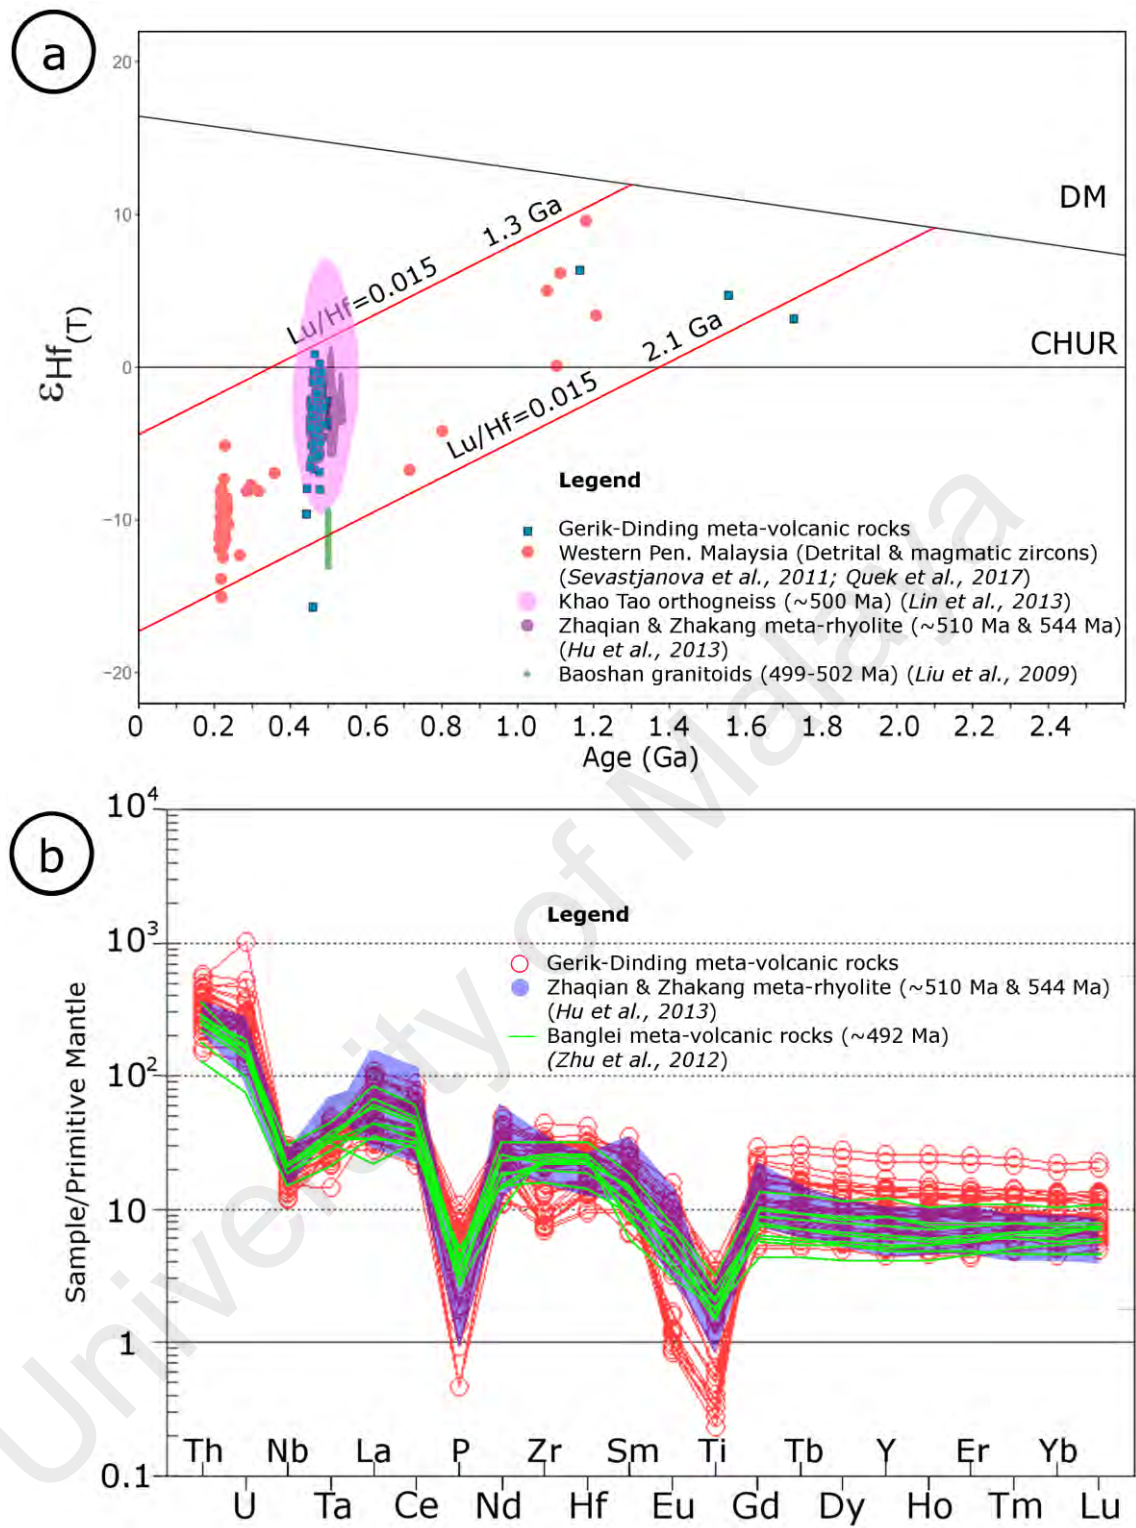 a
20
10
0
−10
−20
εHf(T)
DM
CHUR
1.3 Ga
Lu/Hf=0.015
2.1 Ga
Lu/Hf=0.015
Legend
Gerik-Dinding meta-volcanic rocks
Western Pen. Malaysia (Detrital & magmatic zircons)
(Sevastjanova et al., 2011; Quek et al., 2017)
Khao Tao orthogneiss (~500 Ma) (Lin et al., 2013)
Zhaqian & Zhakang meta-rhyolite (~510 Ma & 544 Ma)
(Hu et al., 2013)
Baoshan granitoids (499-502 Ma) (Liu et al., 2009)
0 0.2 0.4 0.6 0.8 1.0 1.2 1.4 1.6 1.8 2.0 2.2 2.4
Age (Ga)
b
10⁴
10³
10²
10
1
0.1
Sample/Primitive Mantle
Legend
Gerik-Dinding meta-volcanic rocks
Zhaqian & Zhakang meta-rhyolite (~510 Ma & 544 Ma)
(Hu et al., 2013)
Banglei meta-volcanic rocks (~492 Ma)
(Zhu et al., 2012)
Th Nb La P Zr Sm Ti Tb Y Er Yb
U Ta Ce Nd Hf Eu Gd Dy Ho Tm Lu
University of Malaya